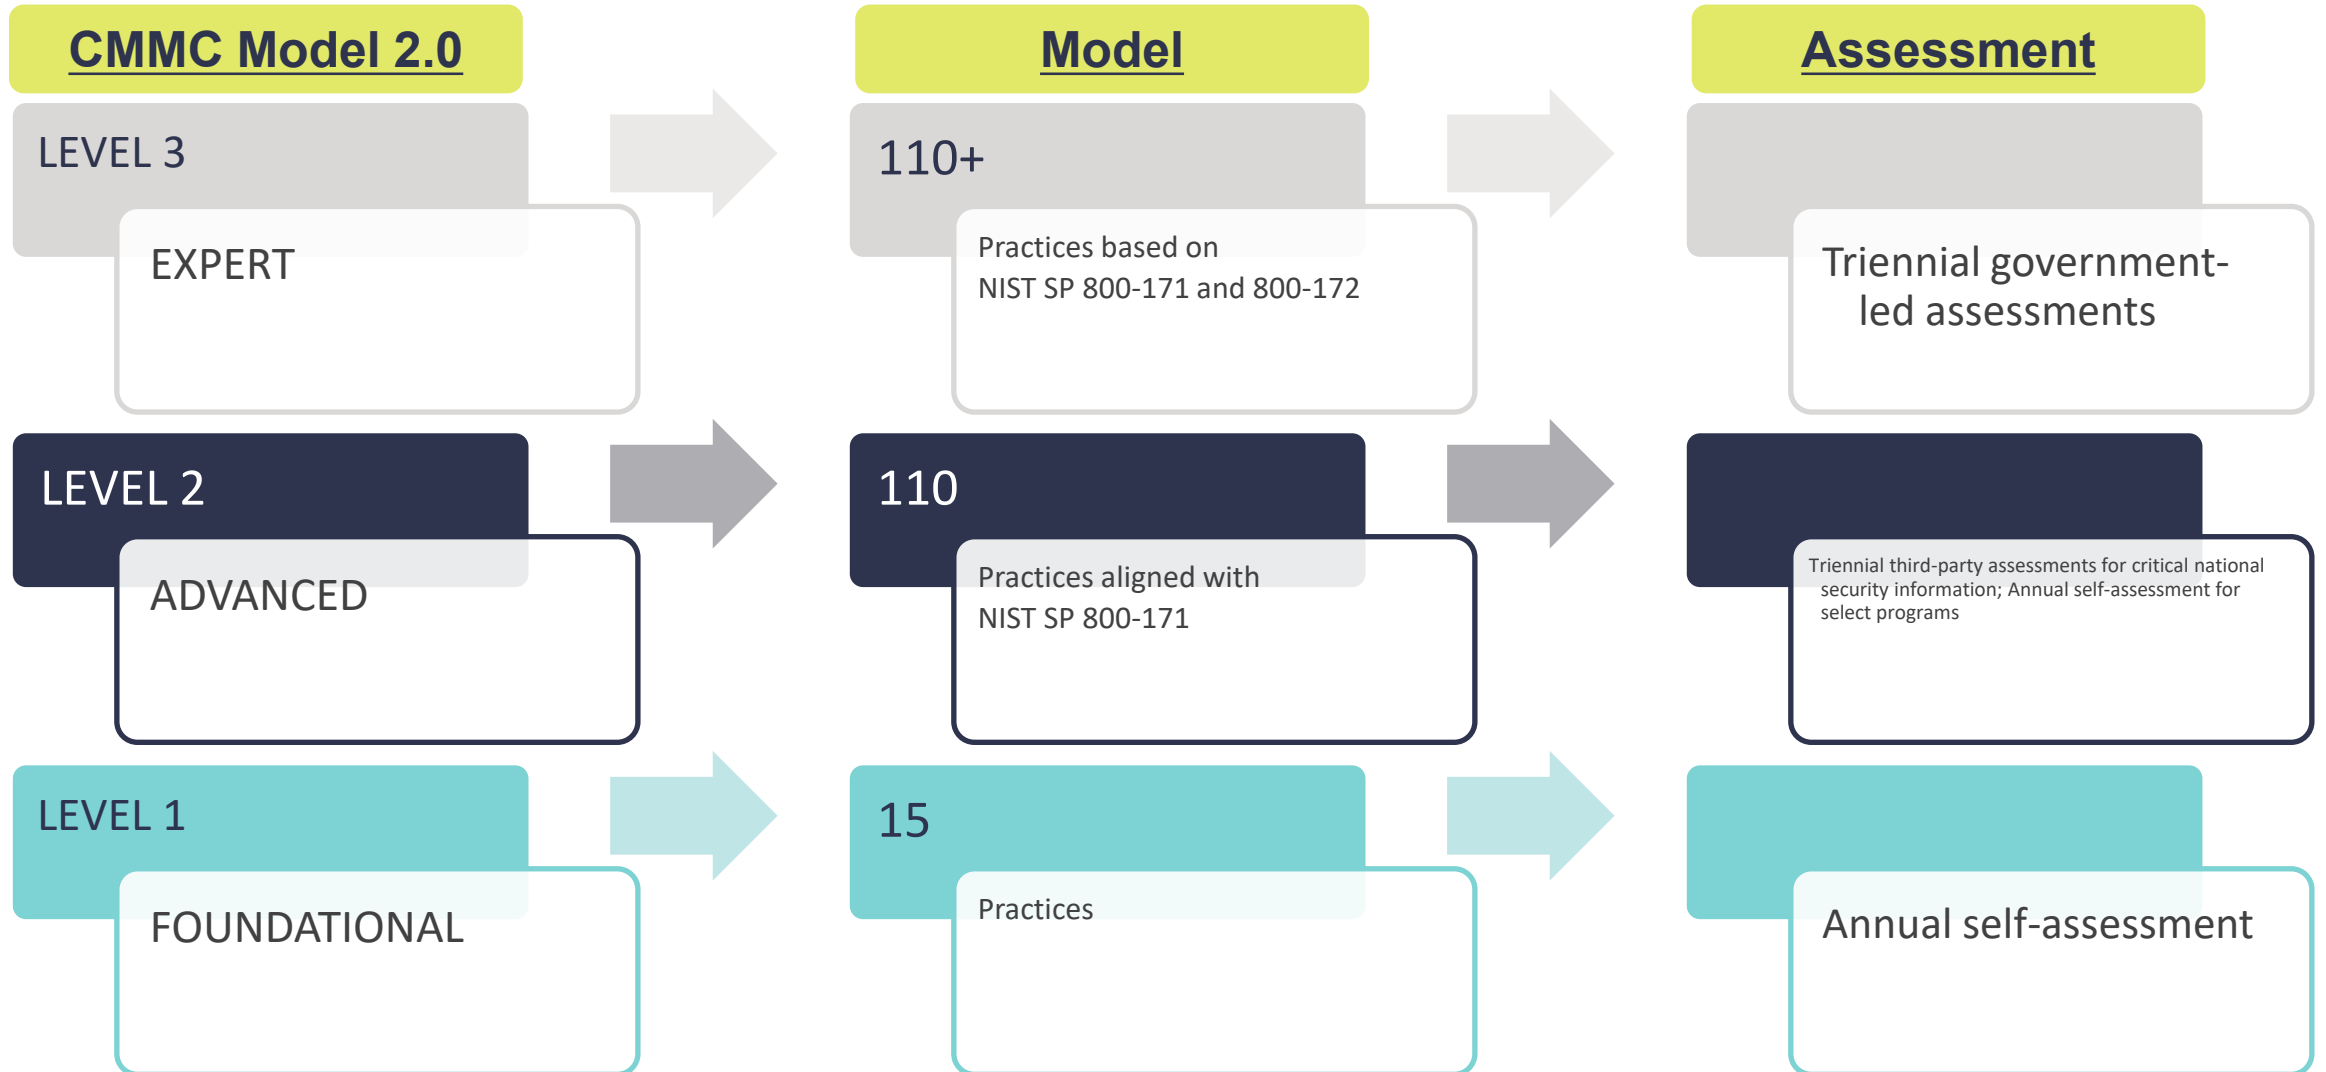 CMMC Model 2.0
Model
Assessment
LEVEL 3
EXPERT
110+
Practices based on
NIST SP 800-171 and 800-172
Triennial government-
led assessments
LEVEL 2
ADVANCED
110
Practices aligned with
NIST SP 800-171
Triennial third-party assessments for critical national
security information; Annual self-assessment for
select programs
LEVEL 1
FOUNDATIONAL
15
Practices
Annual self-assessment